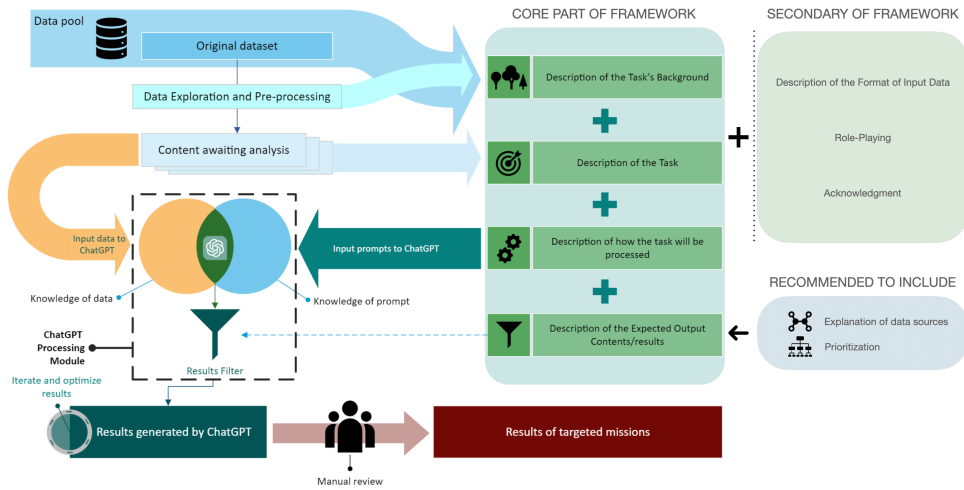 CORE PART OF FRAMEWORK
SECONDARY OF FRAMEWORK
Data pool
Original dataset
Data Exploration and Pre-processing
Content awaiting analysis
Description of the Task's Background
Description of the Task
Description of how the task will be
processed
Description of the Expected Output
Contents/results
Description of the Format of Input Data
Role-Playing
Acknowledgment
RECOMMENDED TO INCLUDE
Explanation of data sources
Prioritization
Input data to
ChatGPT
Input prompts to ChatGPT
Knowledge of data
Knowledge of prompt
ChatGPT
Processing
Module
Results Filter
Iterate and optimize
results
Results generated by ChatGPT
Manual review
Results of targeted missions